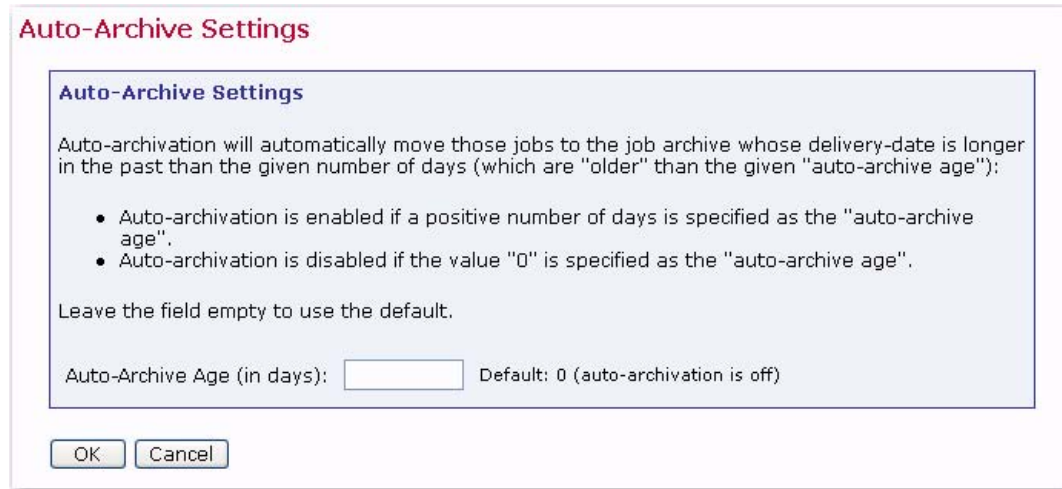 Auto-Archive Settings
Auto-Archive Settings
Auto-archivation will automatically move those jobs to the job archive whose delivery-date is longer
in the past than the given number of days (which are "older" than the given "auto-archive age"):
• Auto-archivation is enabled if a positive number of days is specified as the "auto-archive
age".
• Auto-archivation is disabled if the value "0" is specified as the "auto-archive age".
Leave the field empty to use the default.
Auto-Archive Age (in days): Default: 0 (auto-archivation is off)
OK Cancel